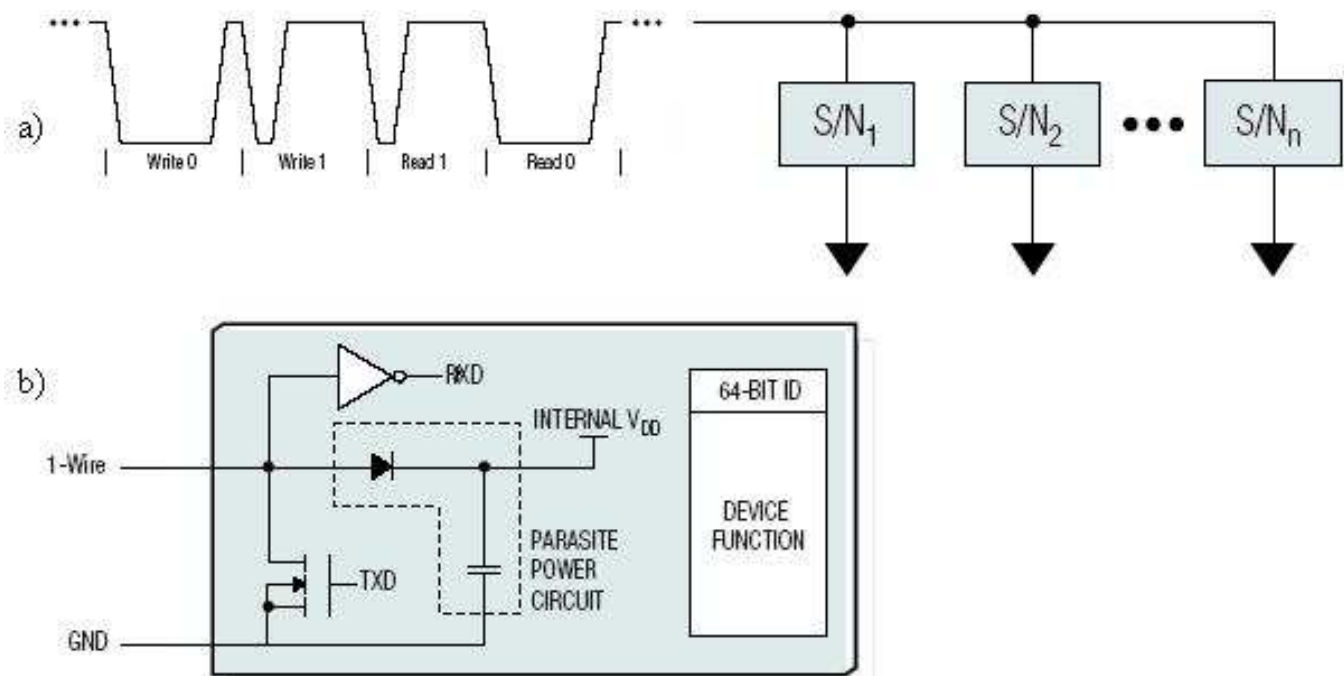 a)
Write 0 Write 1 Read 1 Read 0
S/N1 S/N2 S/Nn
b)
RXD
64-BIT ID
INTERNAL VDD
1-Wire
DEVICE
FUNCTION
PARASITE
POWER
CIRCUIT
TXD
GND